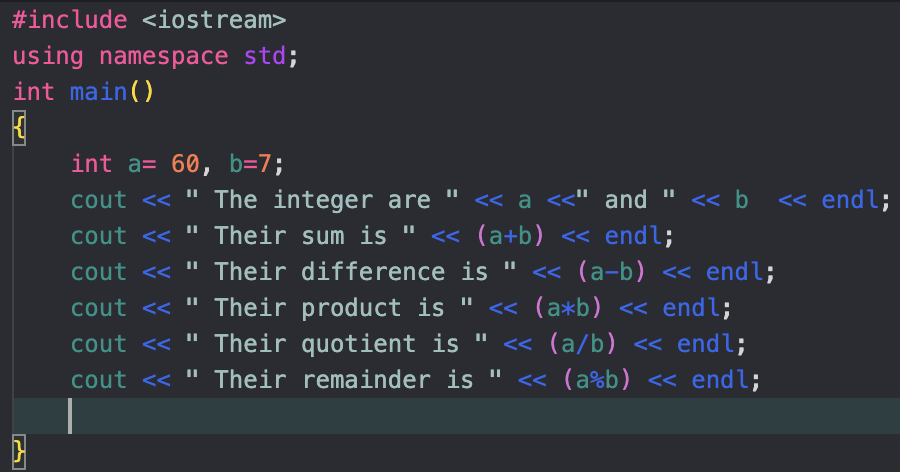 #include <iostream>
using namespace std;
int main()
{
    int a= 60, b=7;
    cout << " The integer are " << a <<" and " << b  << endl;
    cout << " Their sum is " << (a+b) << endl;
    cout << " Their difference is " << (a-b) << endl;
    cout << " Their product is " << (a*b) << endl;
    cout << " Their quotient is " << (a/b) << endl;
    cout << " Their remainder is " << (a%b) << endl;
}